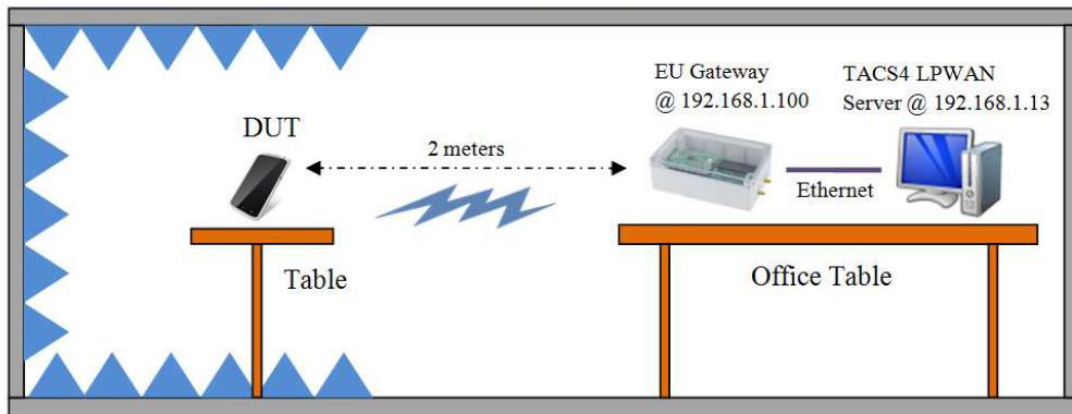 EU Gateway
@ 192.168.1.100
TACS4 LPWAN
Server @ 192.168.1.13
DUT
2 meters
Ethernet
Table
Office Table